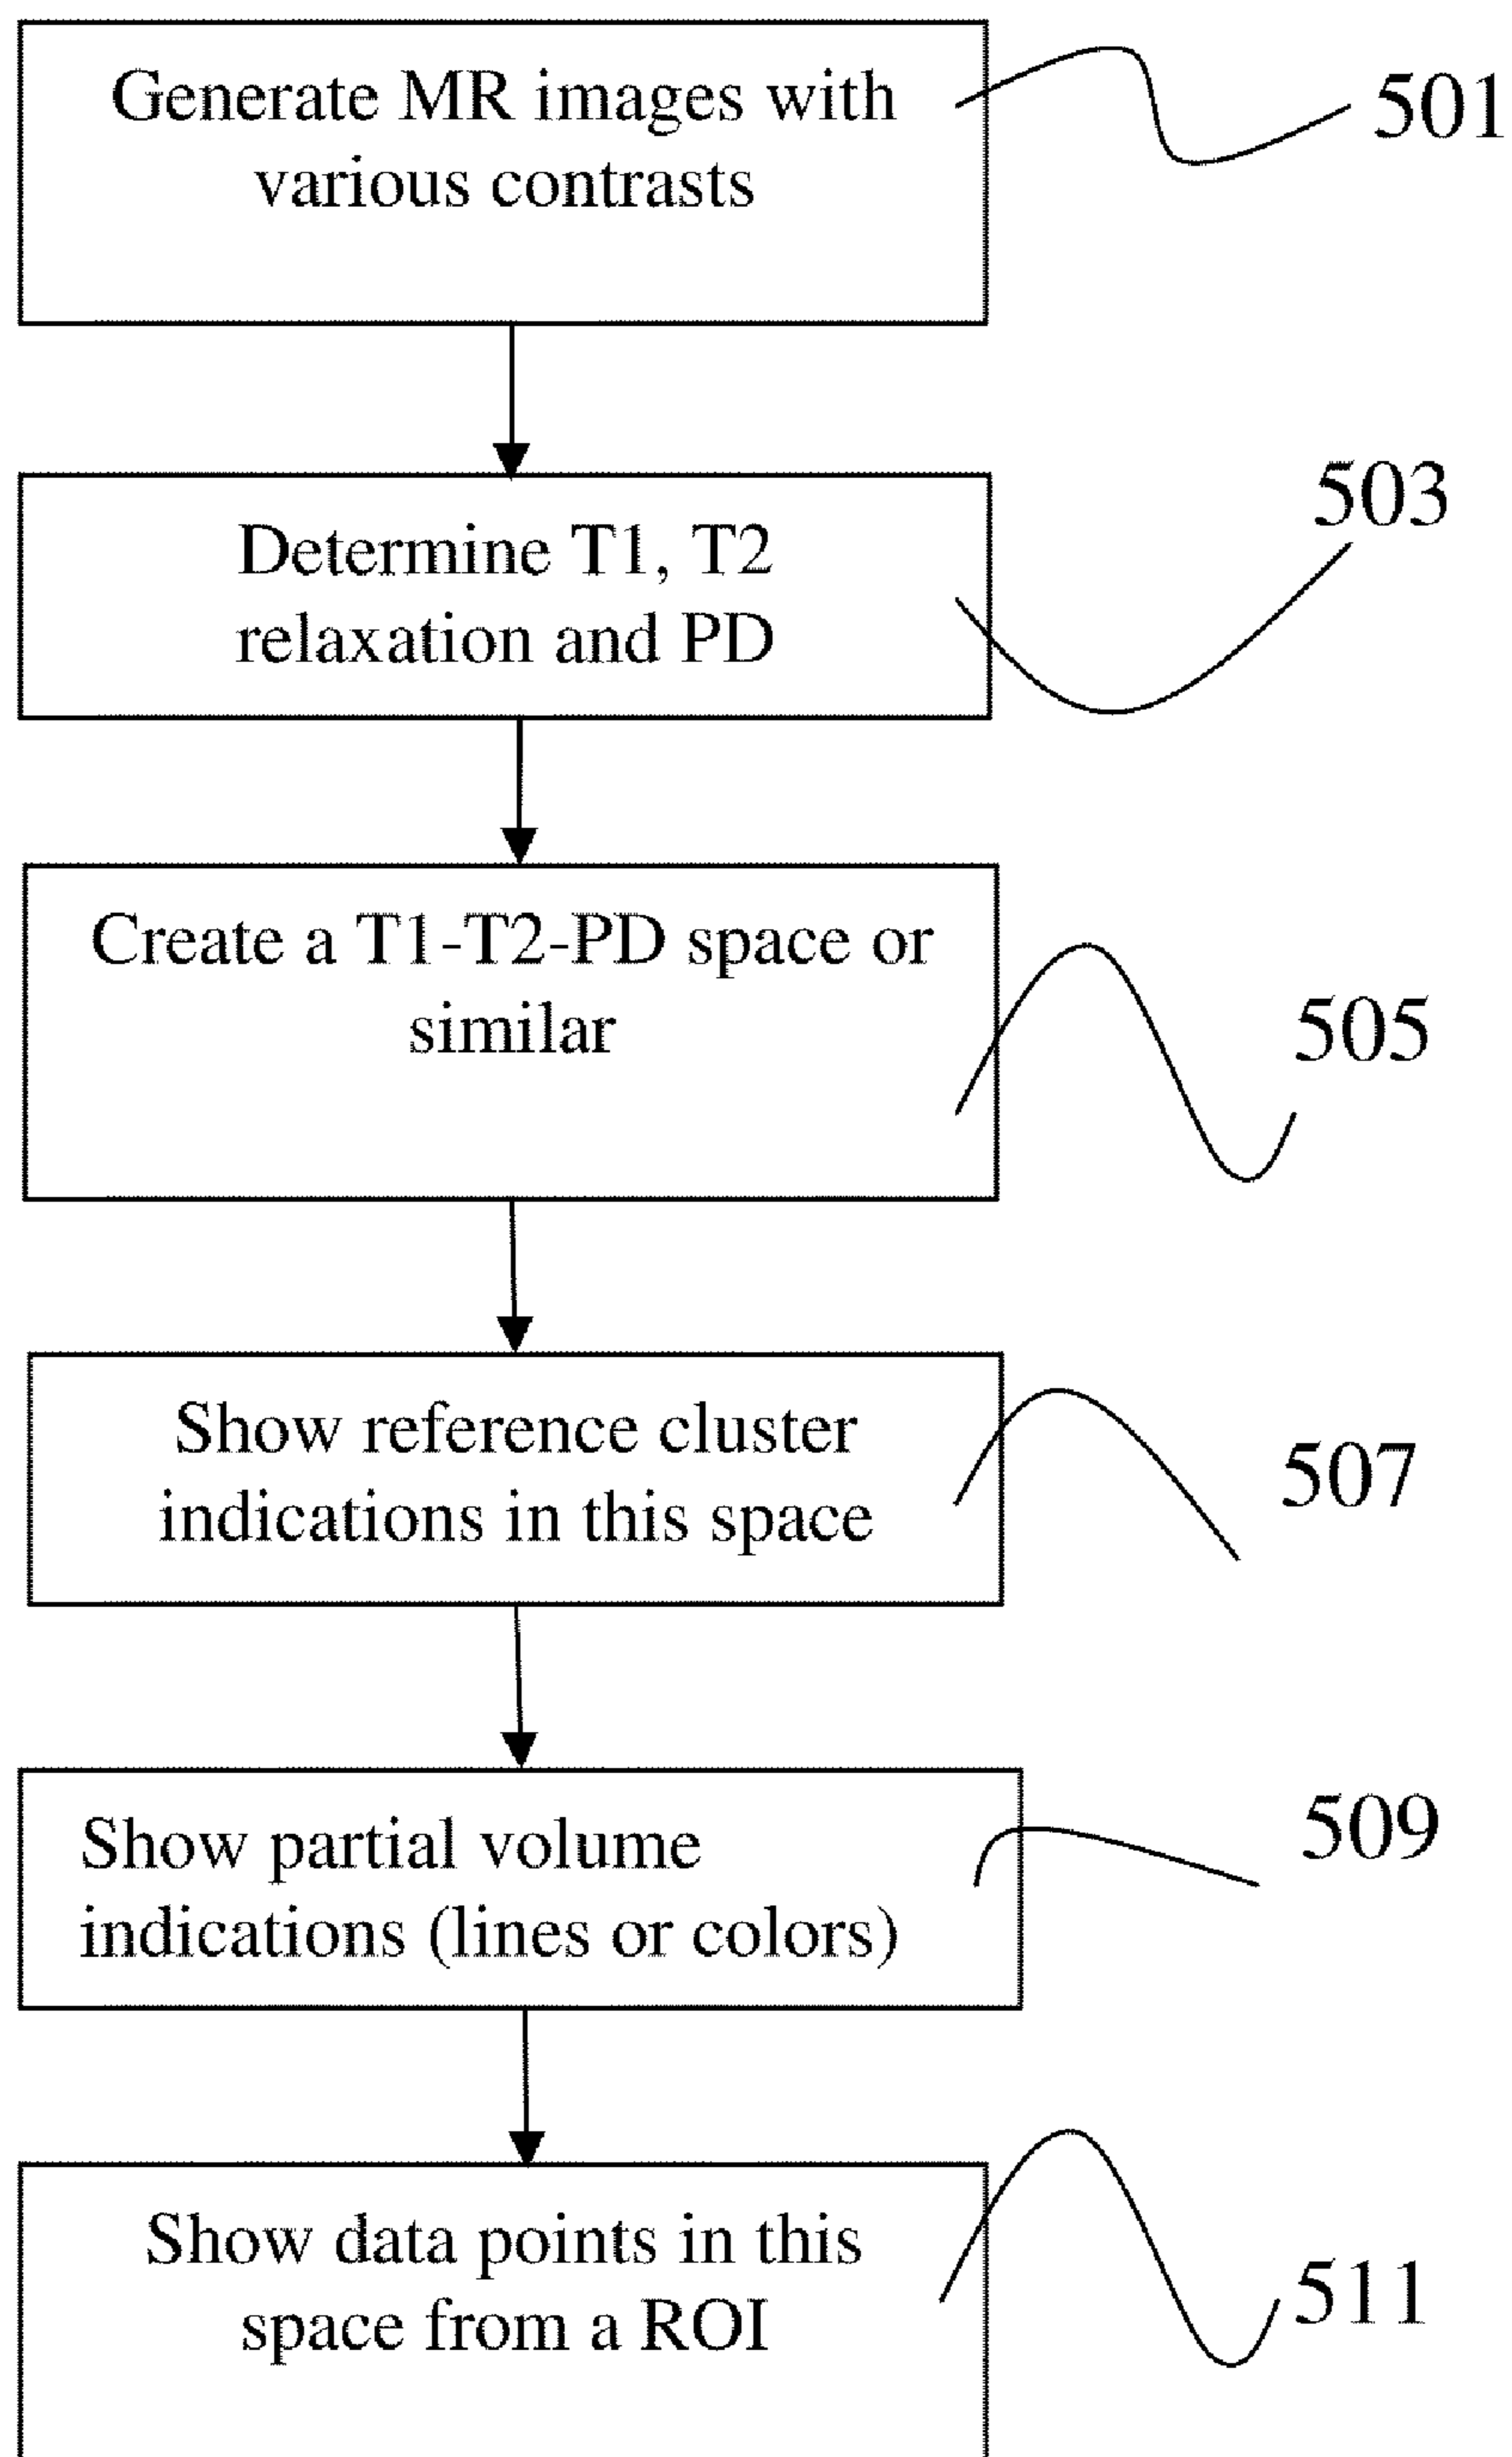 Generate MR images with
various contrasts
501
Determine T1, T2
relaxation and PD
503
Create a T1-T2-PD space or
similar
505
Show reference cluster
indications in this space
507
Show partial volume
indications (lines or colors)
509
Show data points in this
space from a ROI
511